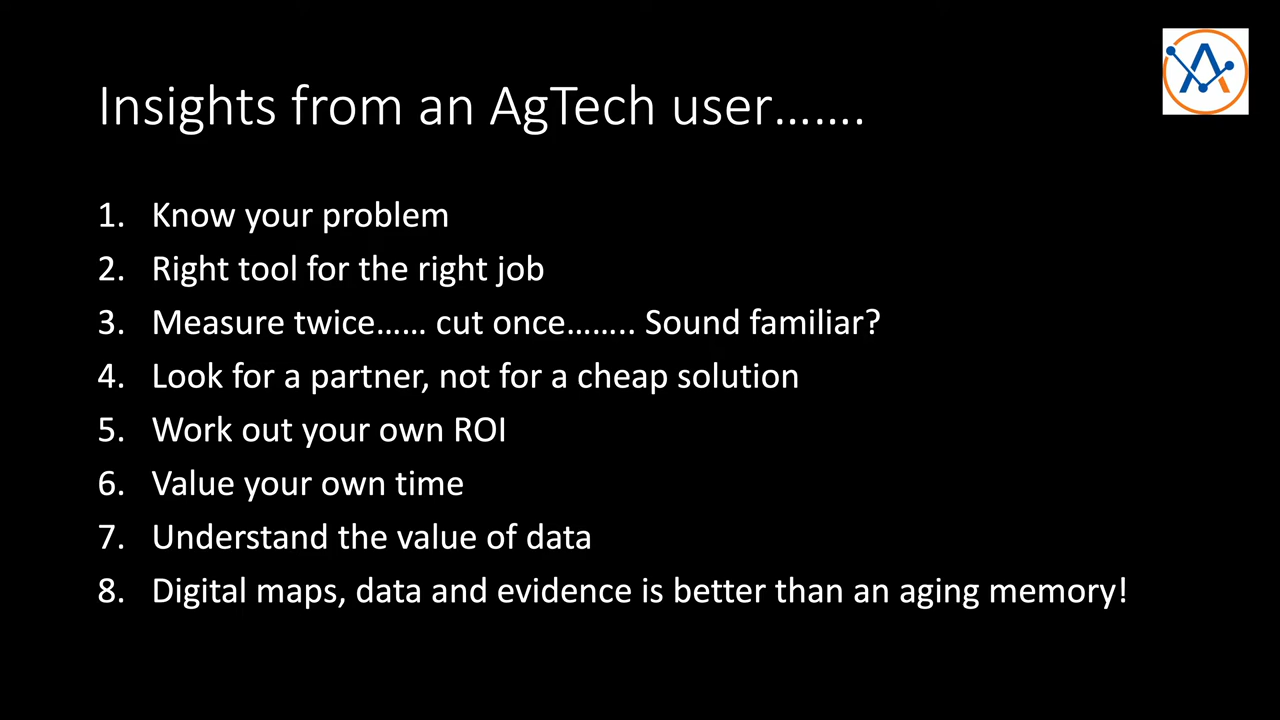 Insights from an AgTech user.......
1. Know your problem
2. Right tool for the right job
3. Measure twice...... cut once........ Sound familiar?
4. Look for a partner, not for a cheap solution
5. Work out your own ROI
6. Value your own time
7. Understand the value of data
8. Digital maps, data and evidence is better than an aging memory!